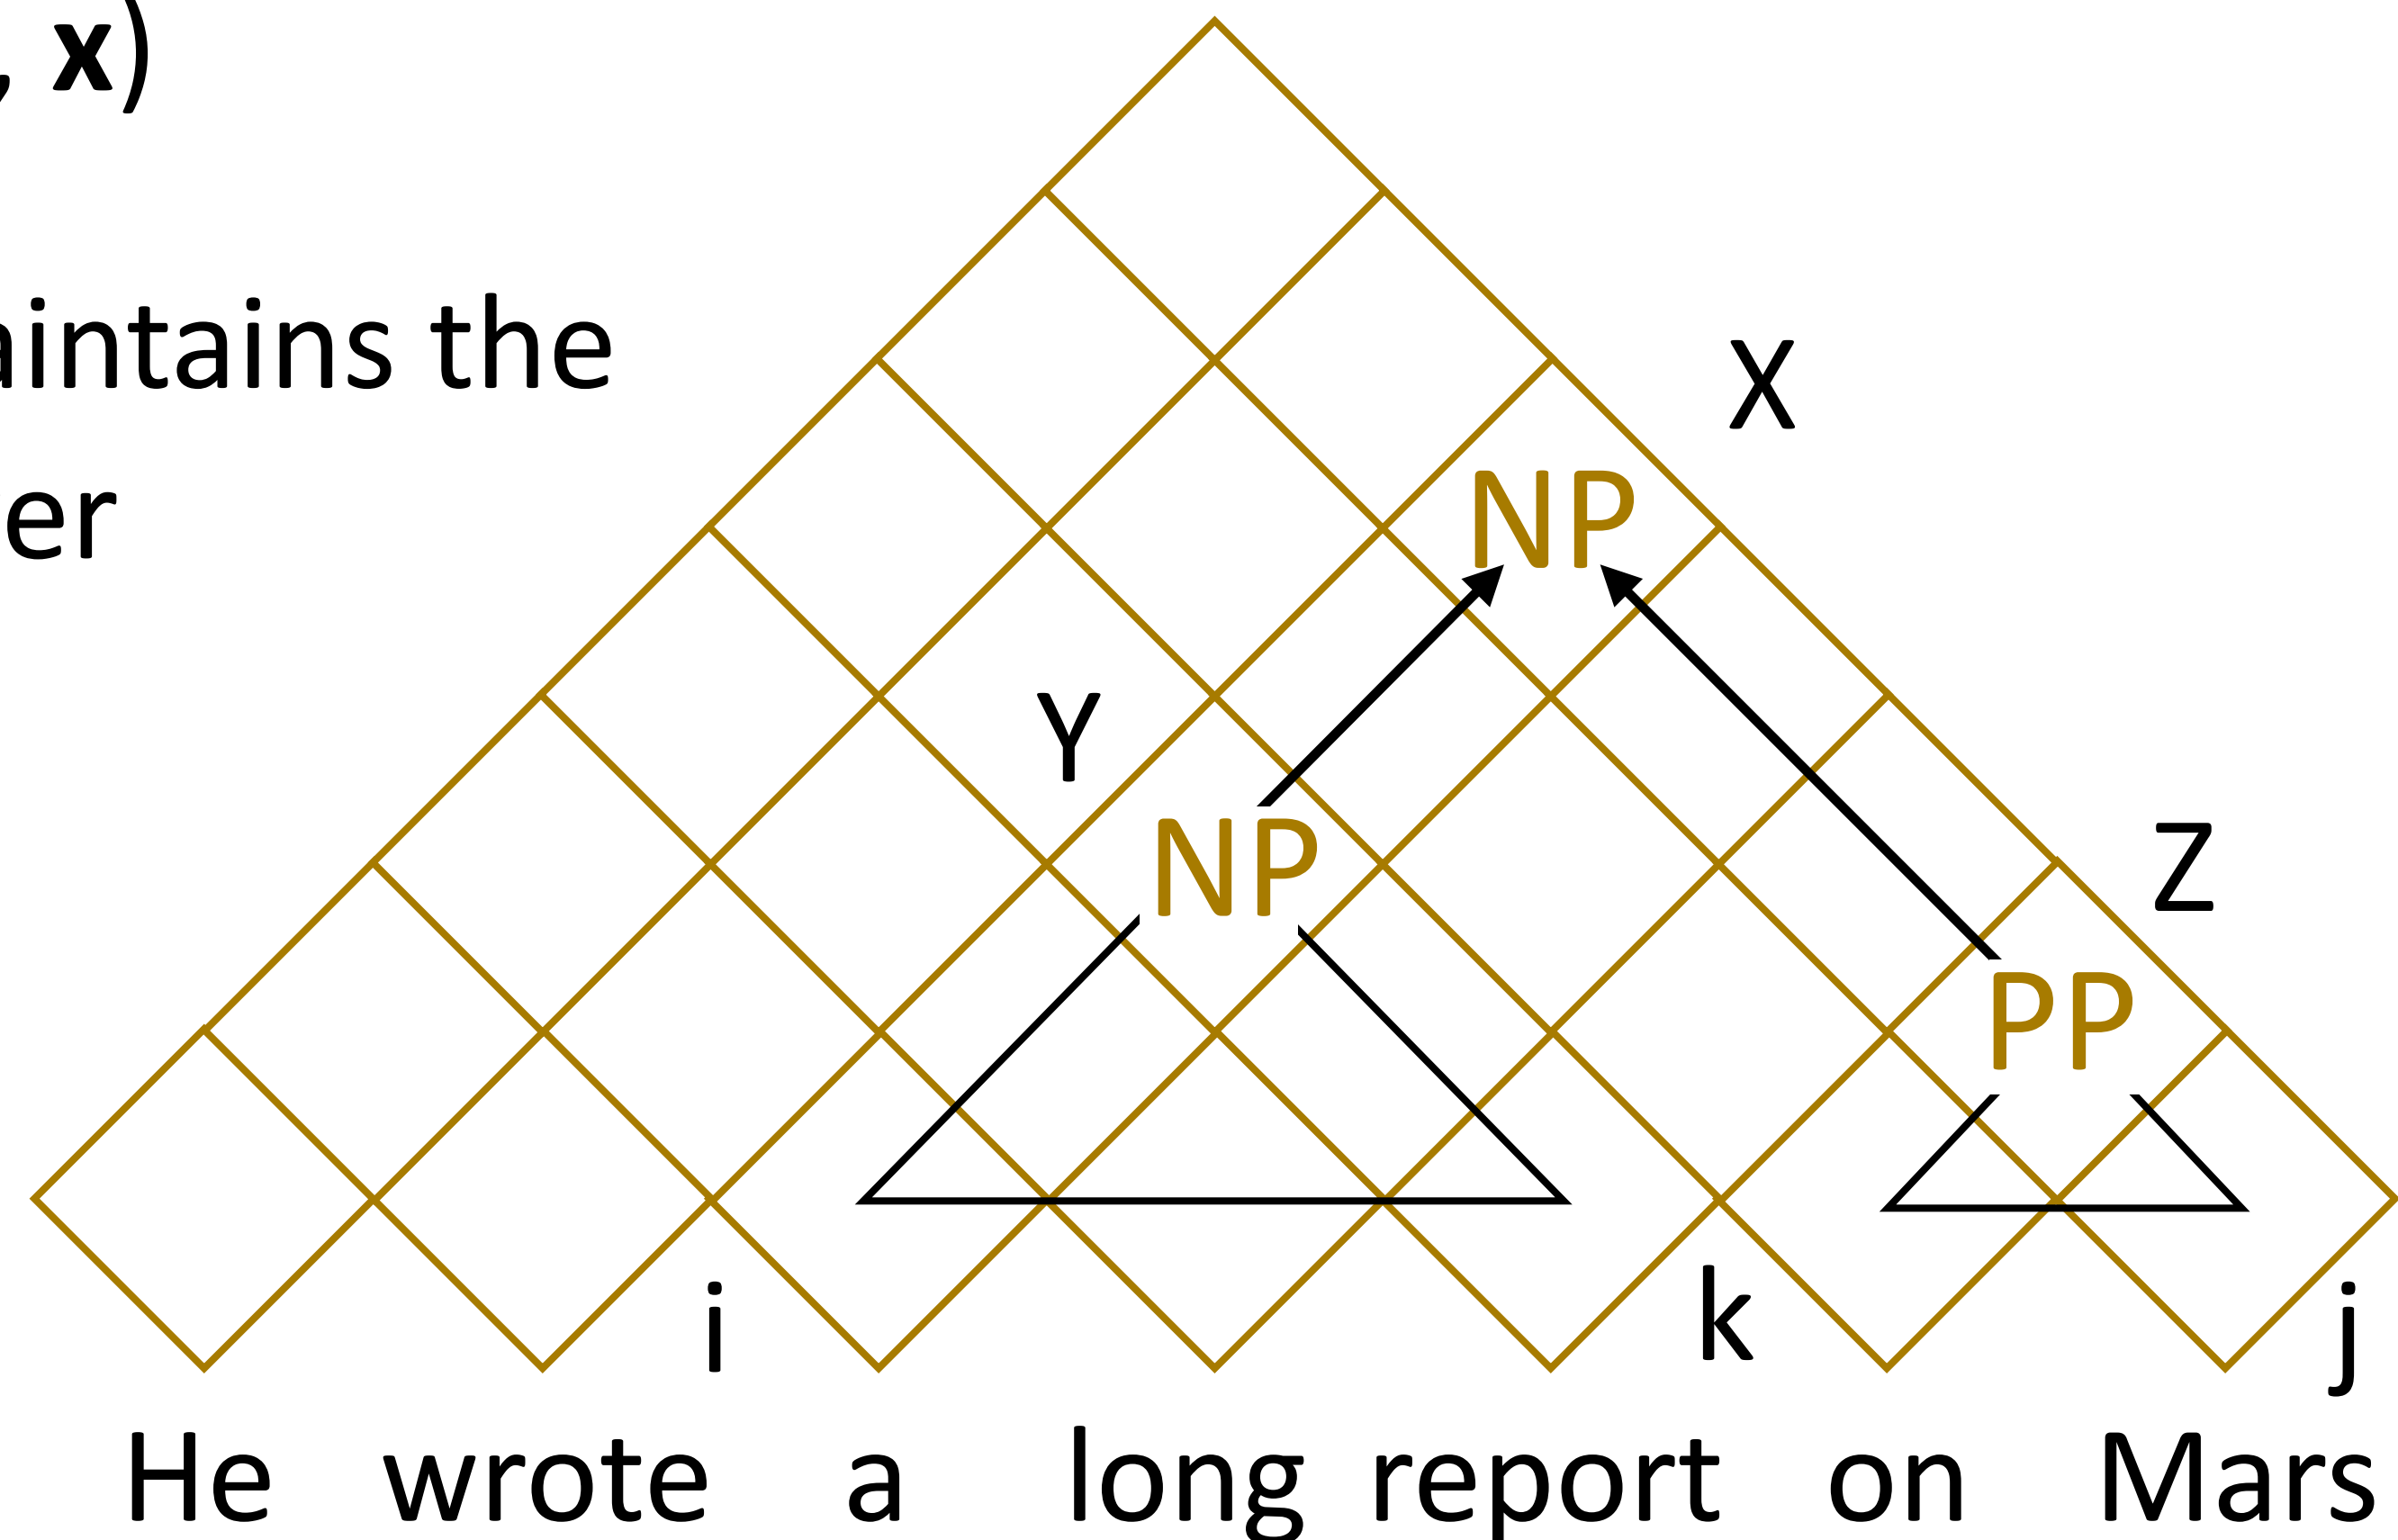 , x)
aintains the
er
X
NP
Y
NP
Z
PP
i
k
j
He wrote a long report on Mars